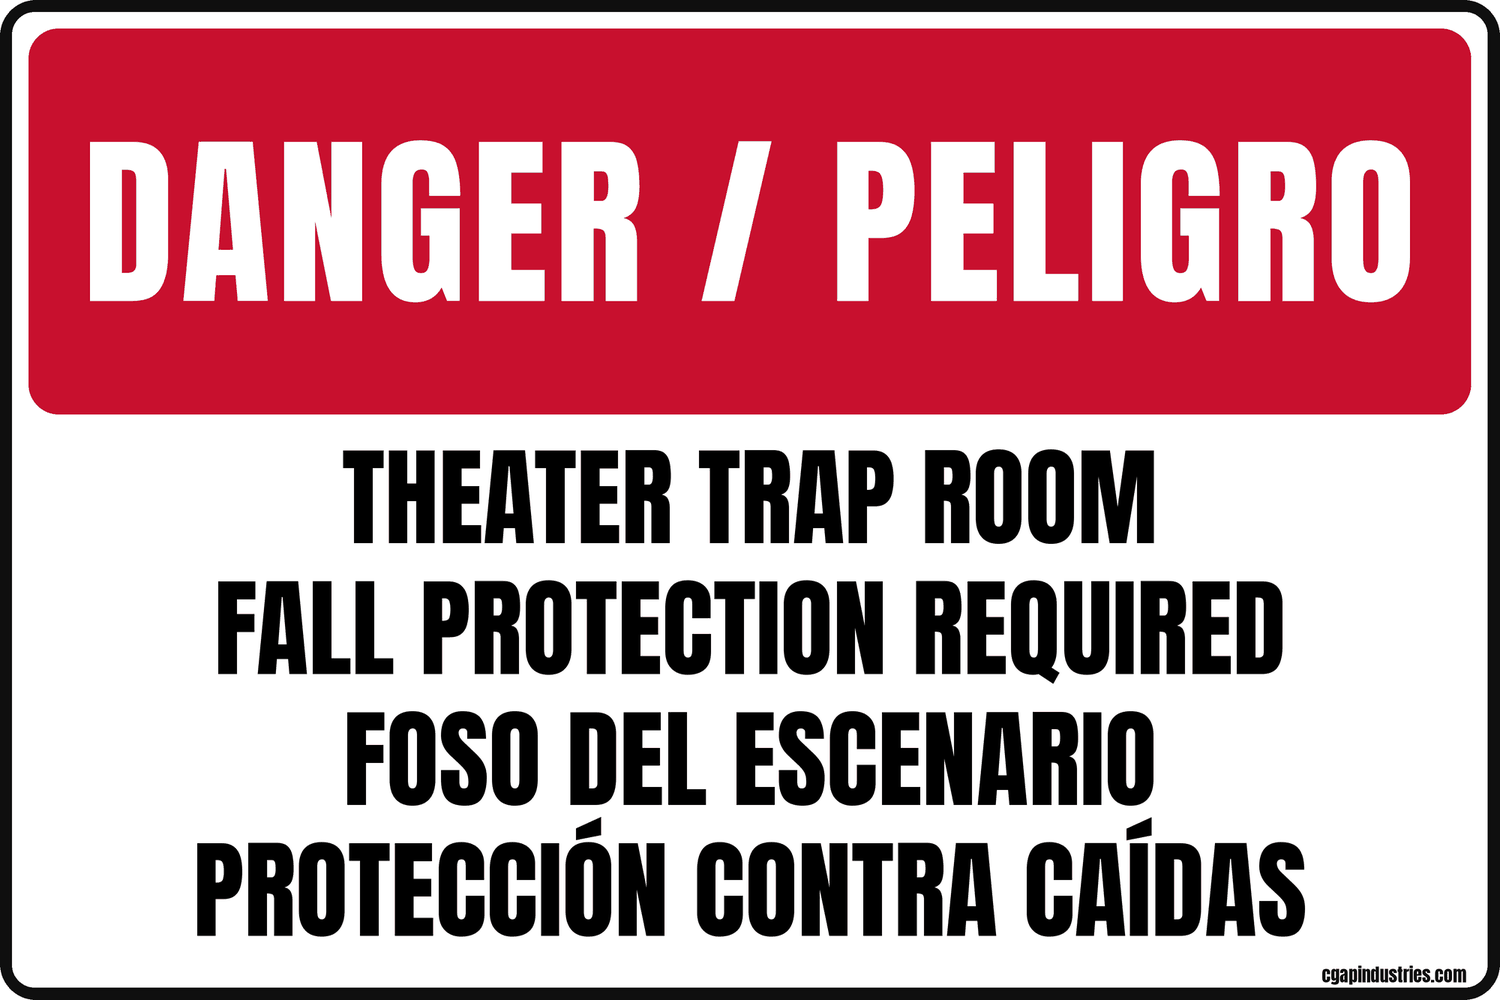 DANGER / PELIGRO
THEATER TRAP ROOM
FALL PROTECTION REQUIRED
FOSO DEL ESCENARIO
PROTECCIÓN CONTRA CAÍDAS
cgapindustries.com